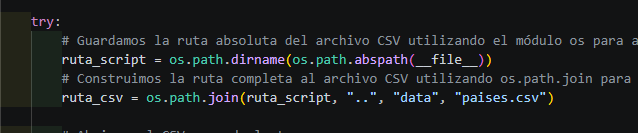 try:
# Guardamos la ruta absoluta del archivo CSV utilizando el módulo os para a
ruta_script = os.path.dirname(os.path.abspath(__file__))
# Construimos la ruta completa al archivo CSV utilizando os.path.join para
ruta_csv = os.path.join(ruta_script, "..", "data", "paises.csv")